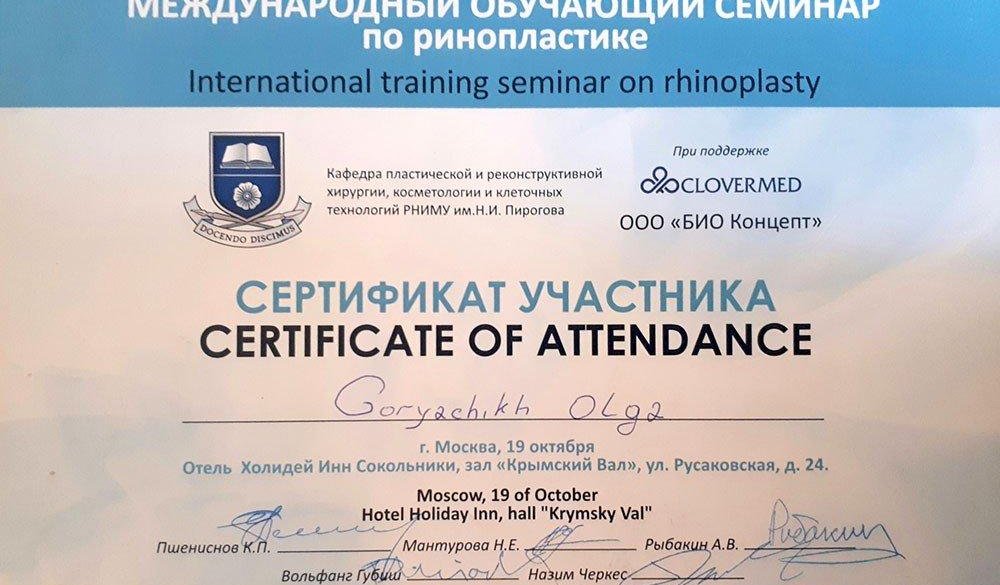 МЕЖДУНАРОДНЫЙ ОБУЧАЮЩИЙ СЕМИНАР
по ринопластике
International training seminar on rhinoplasty
DOCENDO DISCIMUS
Кафедра пластической и реконструктивной
хирургии, косметологии и клеточных
технологий РНИМУ им.Н.И. Пирогова
При поддержке
CLOVERMED
ООО «БИО Концепт»
СЕРТИФИКАТ УЧАСТНИКА
CERTIFICATE OF ATTENDANCE
Goryachikh Olga
г. Москва, 19 октября
Отель Холидей Инн Сокольники, зал «Крымский Вал», ул. Русаковская, д. 24.
Moscow, 19 of October
Hotel Holiday Inn, hall "Krymsky Val"
Пшениснов К.П. Мантурова Н.Е. Рыбакин А.В. Рыбакин
Вольфанг Губиш Назим Черкес